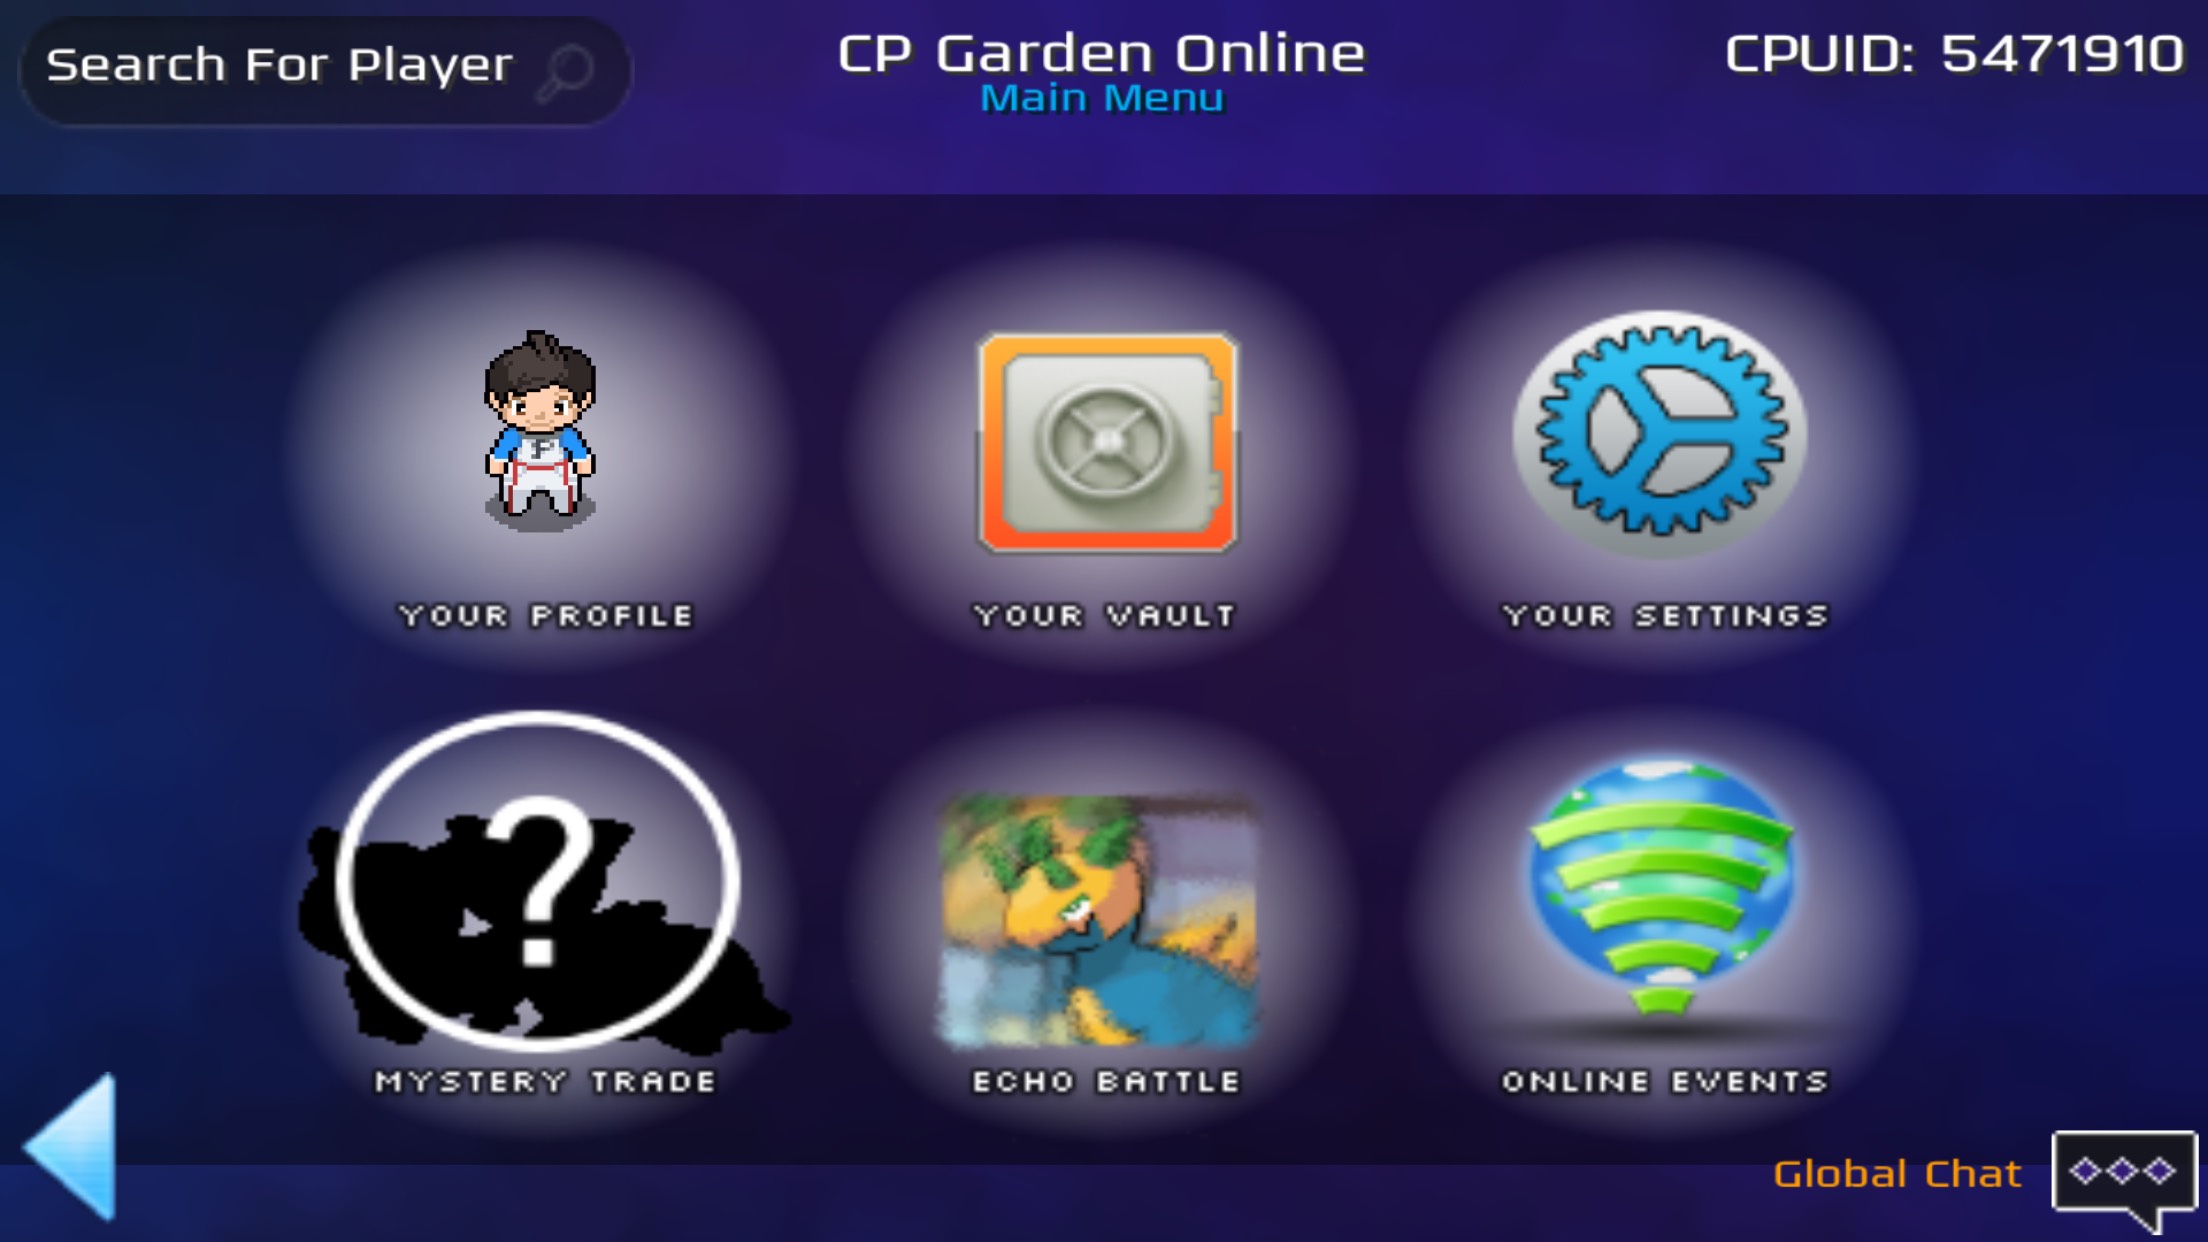 Search For Player
CP Garden Online
Main Menu
CPUID: 5471910
F
YOUR PROFILE
YOUR VAULT
YOUR SETTINGS
?
MYSTERY TRADE
ECHO BATTLE
ONLINE EVENTS
Global Chat